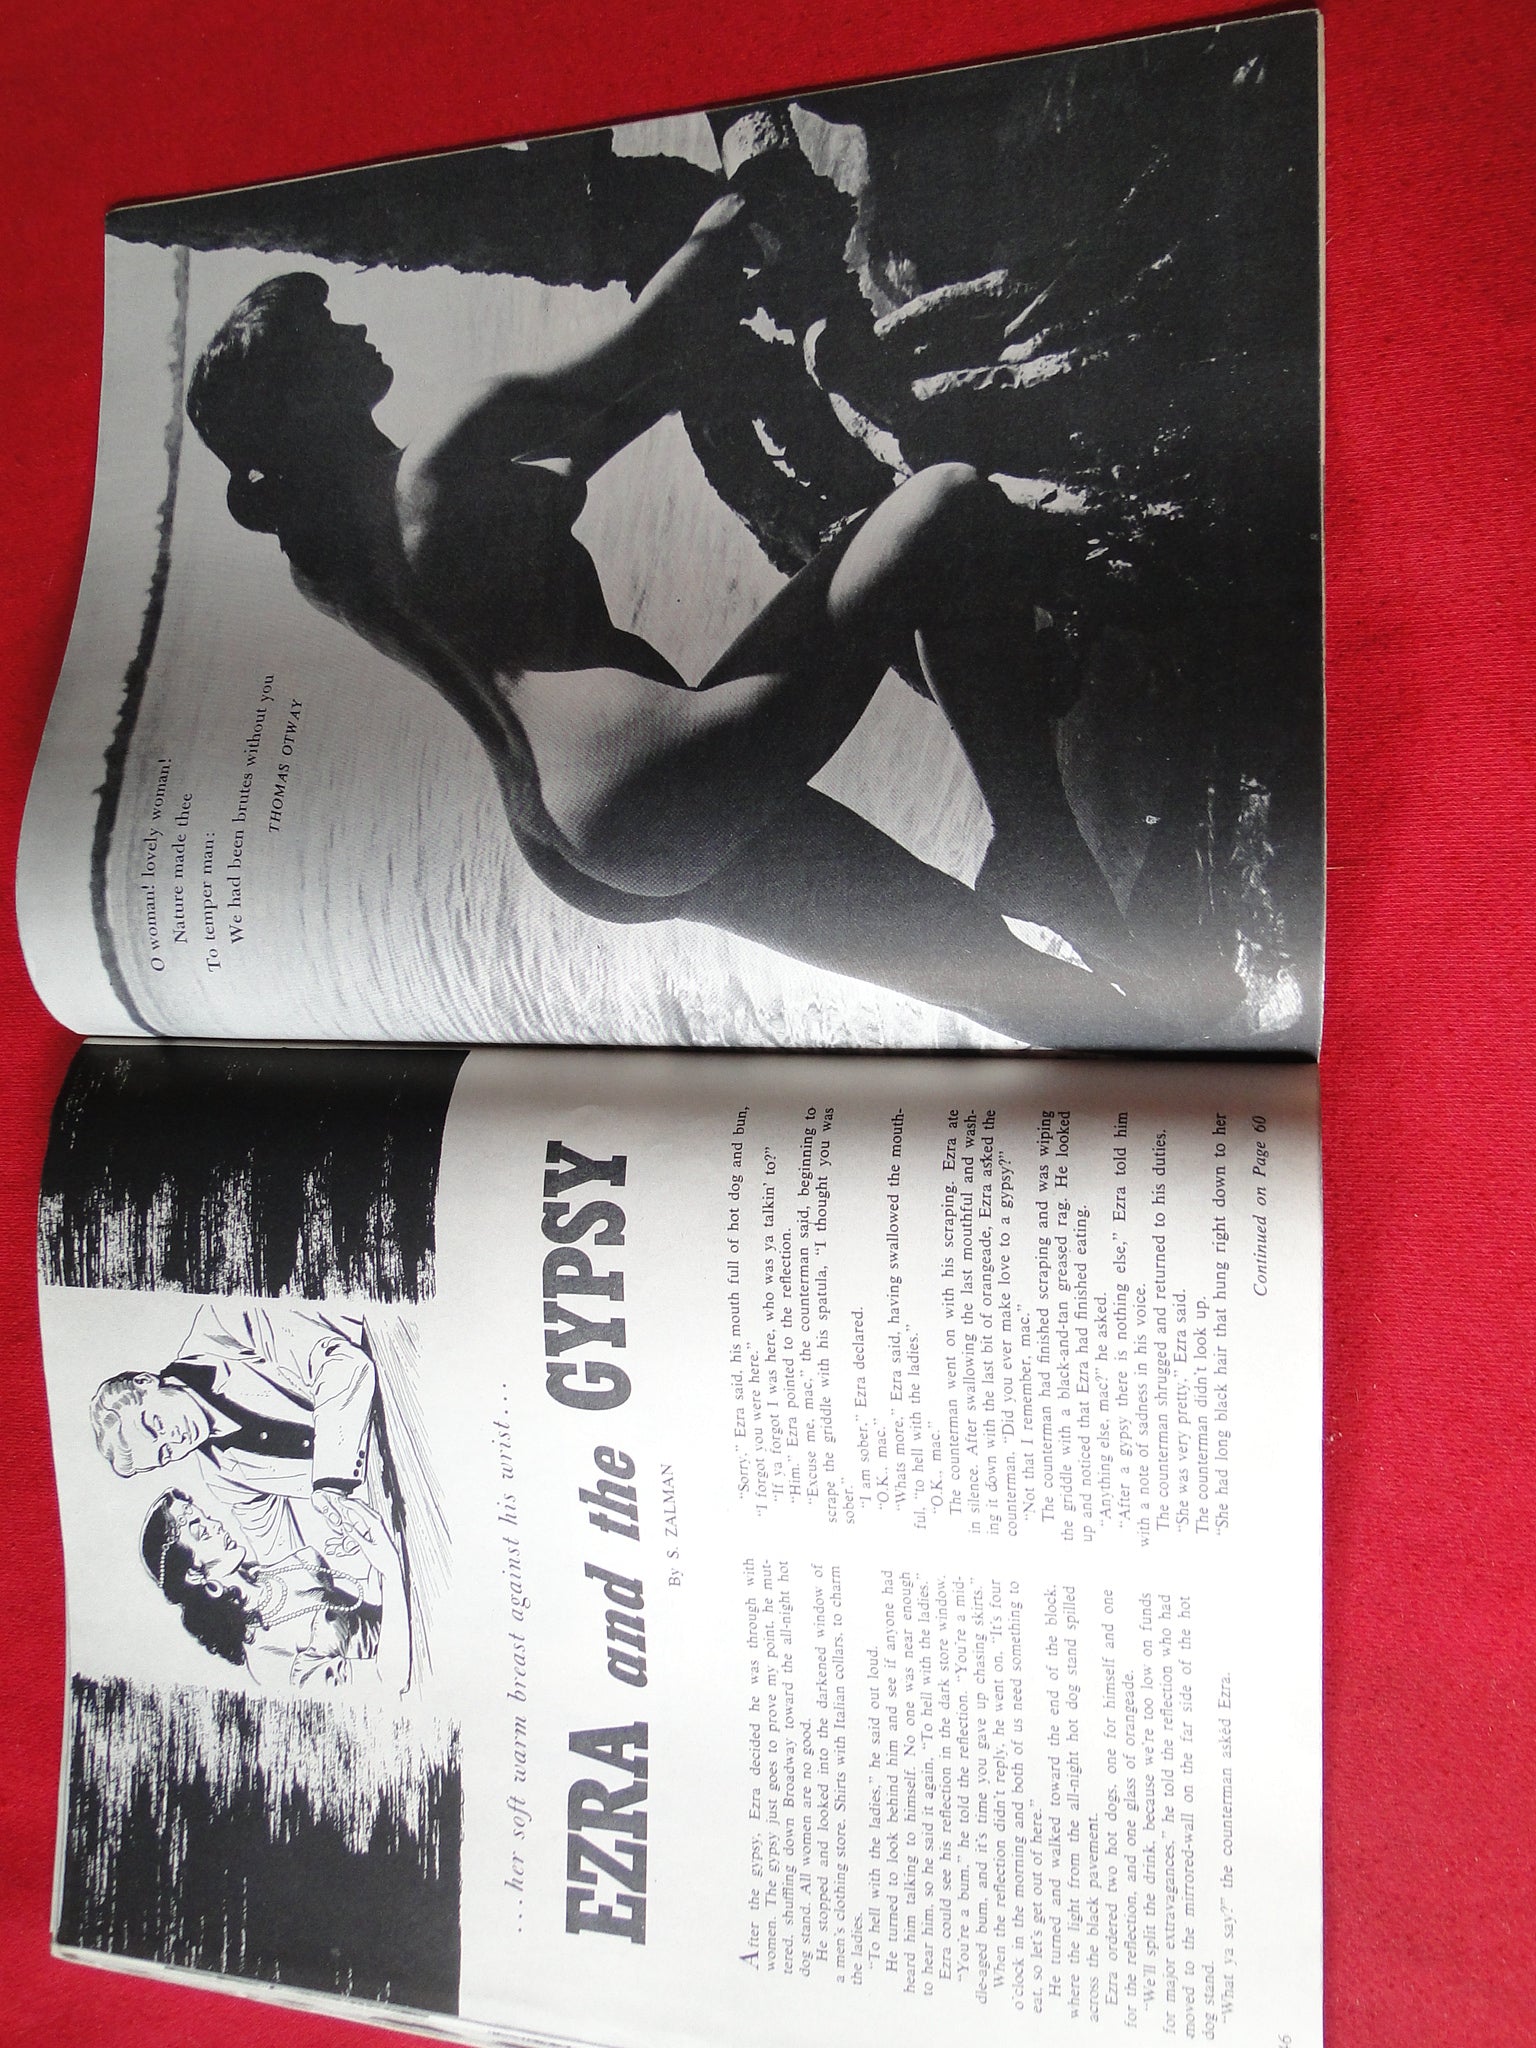 ...her soft warm breast against his wrist...
EZRA and the GYPSY
By S. ZALMAN
After the gypsy, Ezra decided he was through with
women. The gypsy just goes to prove my point, he mut-
tered, shuffling down Broadway toward the all-night hot
dog stand. All women are no good.
He stopped and looked into the darkened window of
a men's clothing store. Shirts with Italian collars, to charm
the ladies.
"To hell with the ladies," he said out loud.
He turned to look behind him and see if anyone had
heard him talking to himself. No one was near enough
to hear him, so he said it again. "To hell with the ladies."
Ezra could see his reflection in the dark store window.
"You're a bum," he told the reflection. "You're a mid-
dle-aged bum, and it's time you gave up chasing skirts."
When the reflection didn't reply, he went on. "It's four
o'clock in the morning and both of us need something to
eat, so let's get out of here."
He turned and walked toward the end of the block,
where the light from the all-night hot dog stand spilled
across the black pavement.
Ezra ordered two hot dogs, one for himself and one
for the reflection, and one glass of orangeade.
"We'll split the drink, because we're too low on funds
for major extravagances," he told the reflection who had
moved to the mirrored-wall on the far side of the hot
dog stand.
"What ya say?" the counterman asked Ezra.
"Sorry," Ezra said, his mouth full of hot dog and bun,
"I forgot you were here."
"If ya forgot I was here, who was ya talkin' to?"
"Him." Ezra pointed to the reflection.
"Excuse me, mac," the counterman said, beginning to
scrape the griddle with his spatula, "I thought you was
sober."
"I am sober," Ezra declared.
"O.K., mac."
"Whats more," Ezra said, having swallowed the mouth-
ful, "to hell with the ladies."
"O.K., mac."
The counterman went on with his scraping. Ezra ate
in silence. After swallowing the last mouthful and wash-
ing it down with the last bit of orangeade, Ezra asked the
counterman, "Did you ever make love to a gypsy?"
"Not that I remember, mac."
The counterman had finished scraping and was wiping
the griddle with a black-and-tan greased rag. He looked
up and noticed that Ezra had finished eating.
"Anything else, mac?" he asked.
"After a gypsy there is nothing else," Ezra told him
with a note of sadness in his voice.
The counterman shrugged and returned to his duties.
"She was very pretty," Ezra said.
The counterman didn't look up.
"She had long black hair that hung right down to her
Continued on Page 60
46
O woman! lovely woman!
Nature made thee
To temper man:
We had been brutes without you
THOMAS OTWAY